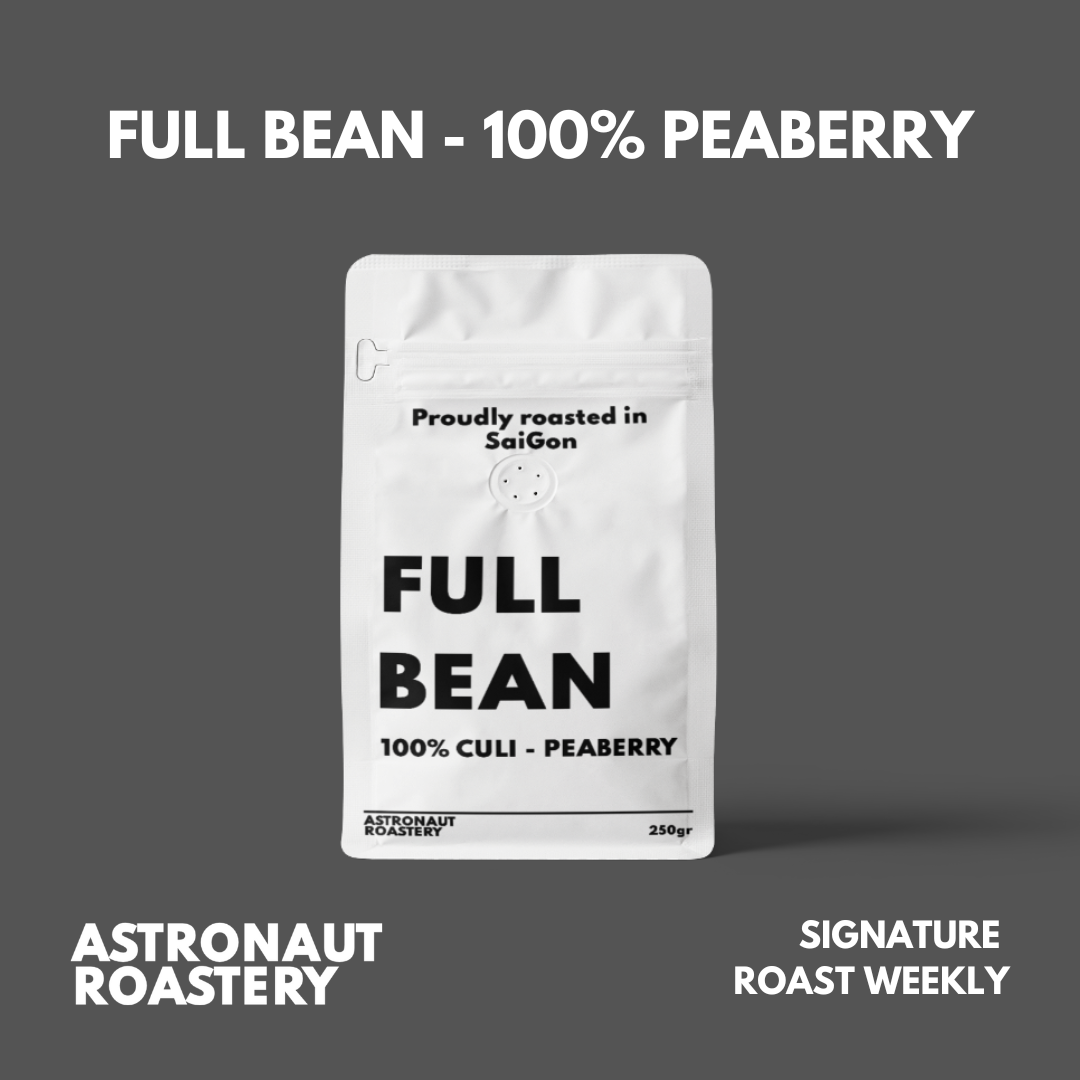 FULL BEAN - 100% PEABERRY
Proudly roasted in
SaiGon
FULL
BEAN
100% CULI - PEABERRY
ASTRONAUT
ROASTERY
250gr
ASTRONAUT
ROASTERY
SIGNATURE
ROAST WEEKLY